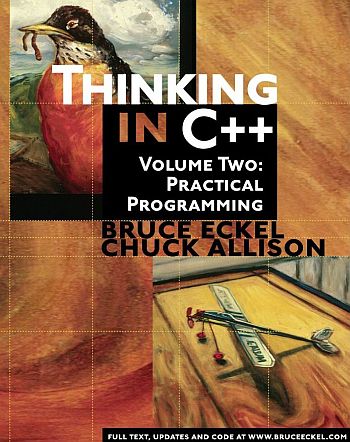 THINKING
IN C++
VOLUME TWO:
PRACTICAL
PROGRAMMING
BRUCE ECKEL
CHUCK ALLISON
FULL TEXT, UPDATES AND CODE AT WWW.BRUCEECKEL.COM